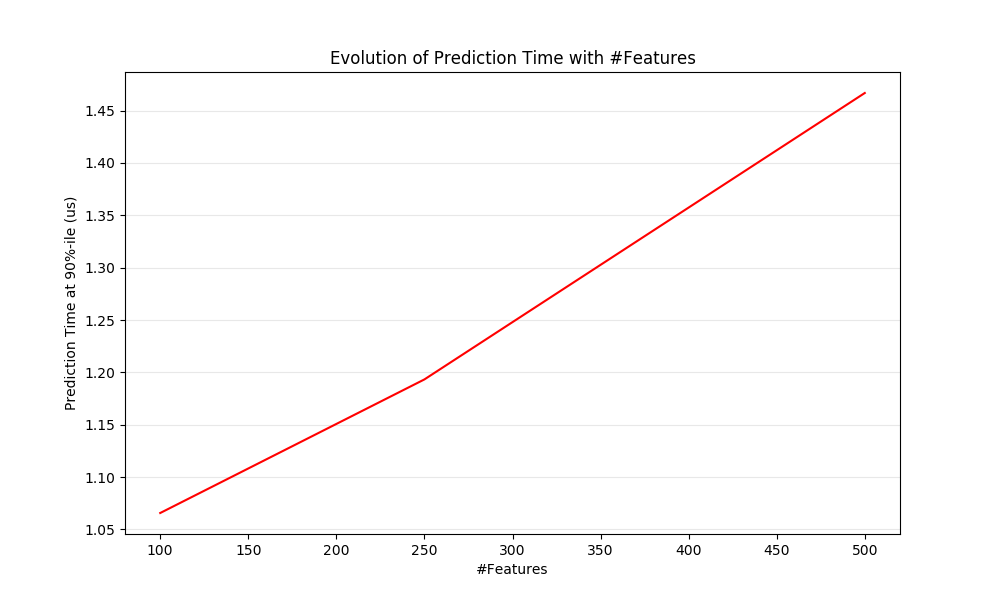 Evolution of Prediction Time with #Features
Prediction Time at 90%-ile (us)
1.45
1.40
1.35
1.30
1.25
1.20
1.15
1.10
1.05
100 150 200 250 300 350 400 450 500
#Features